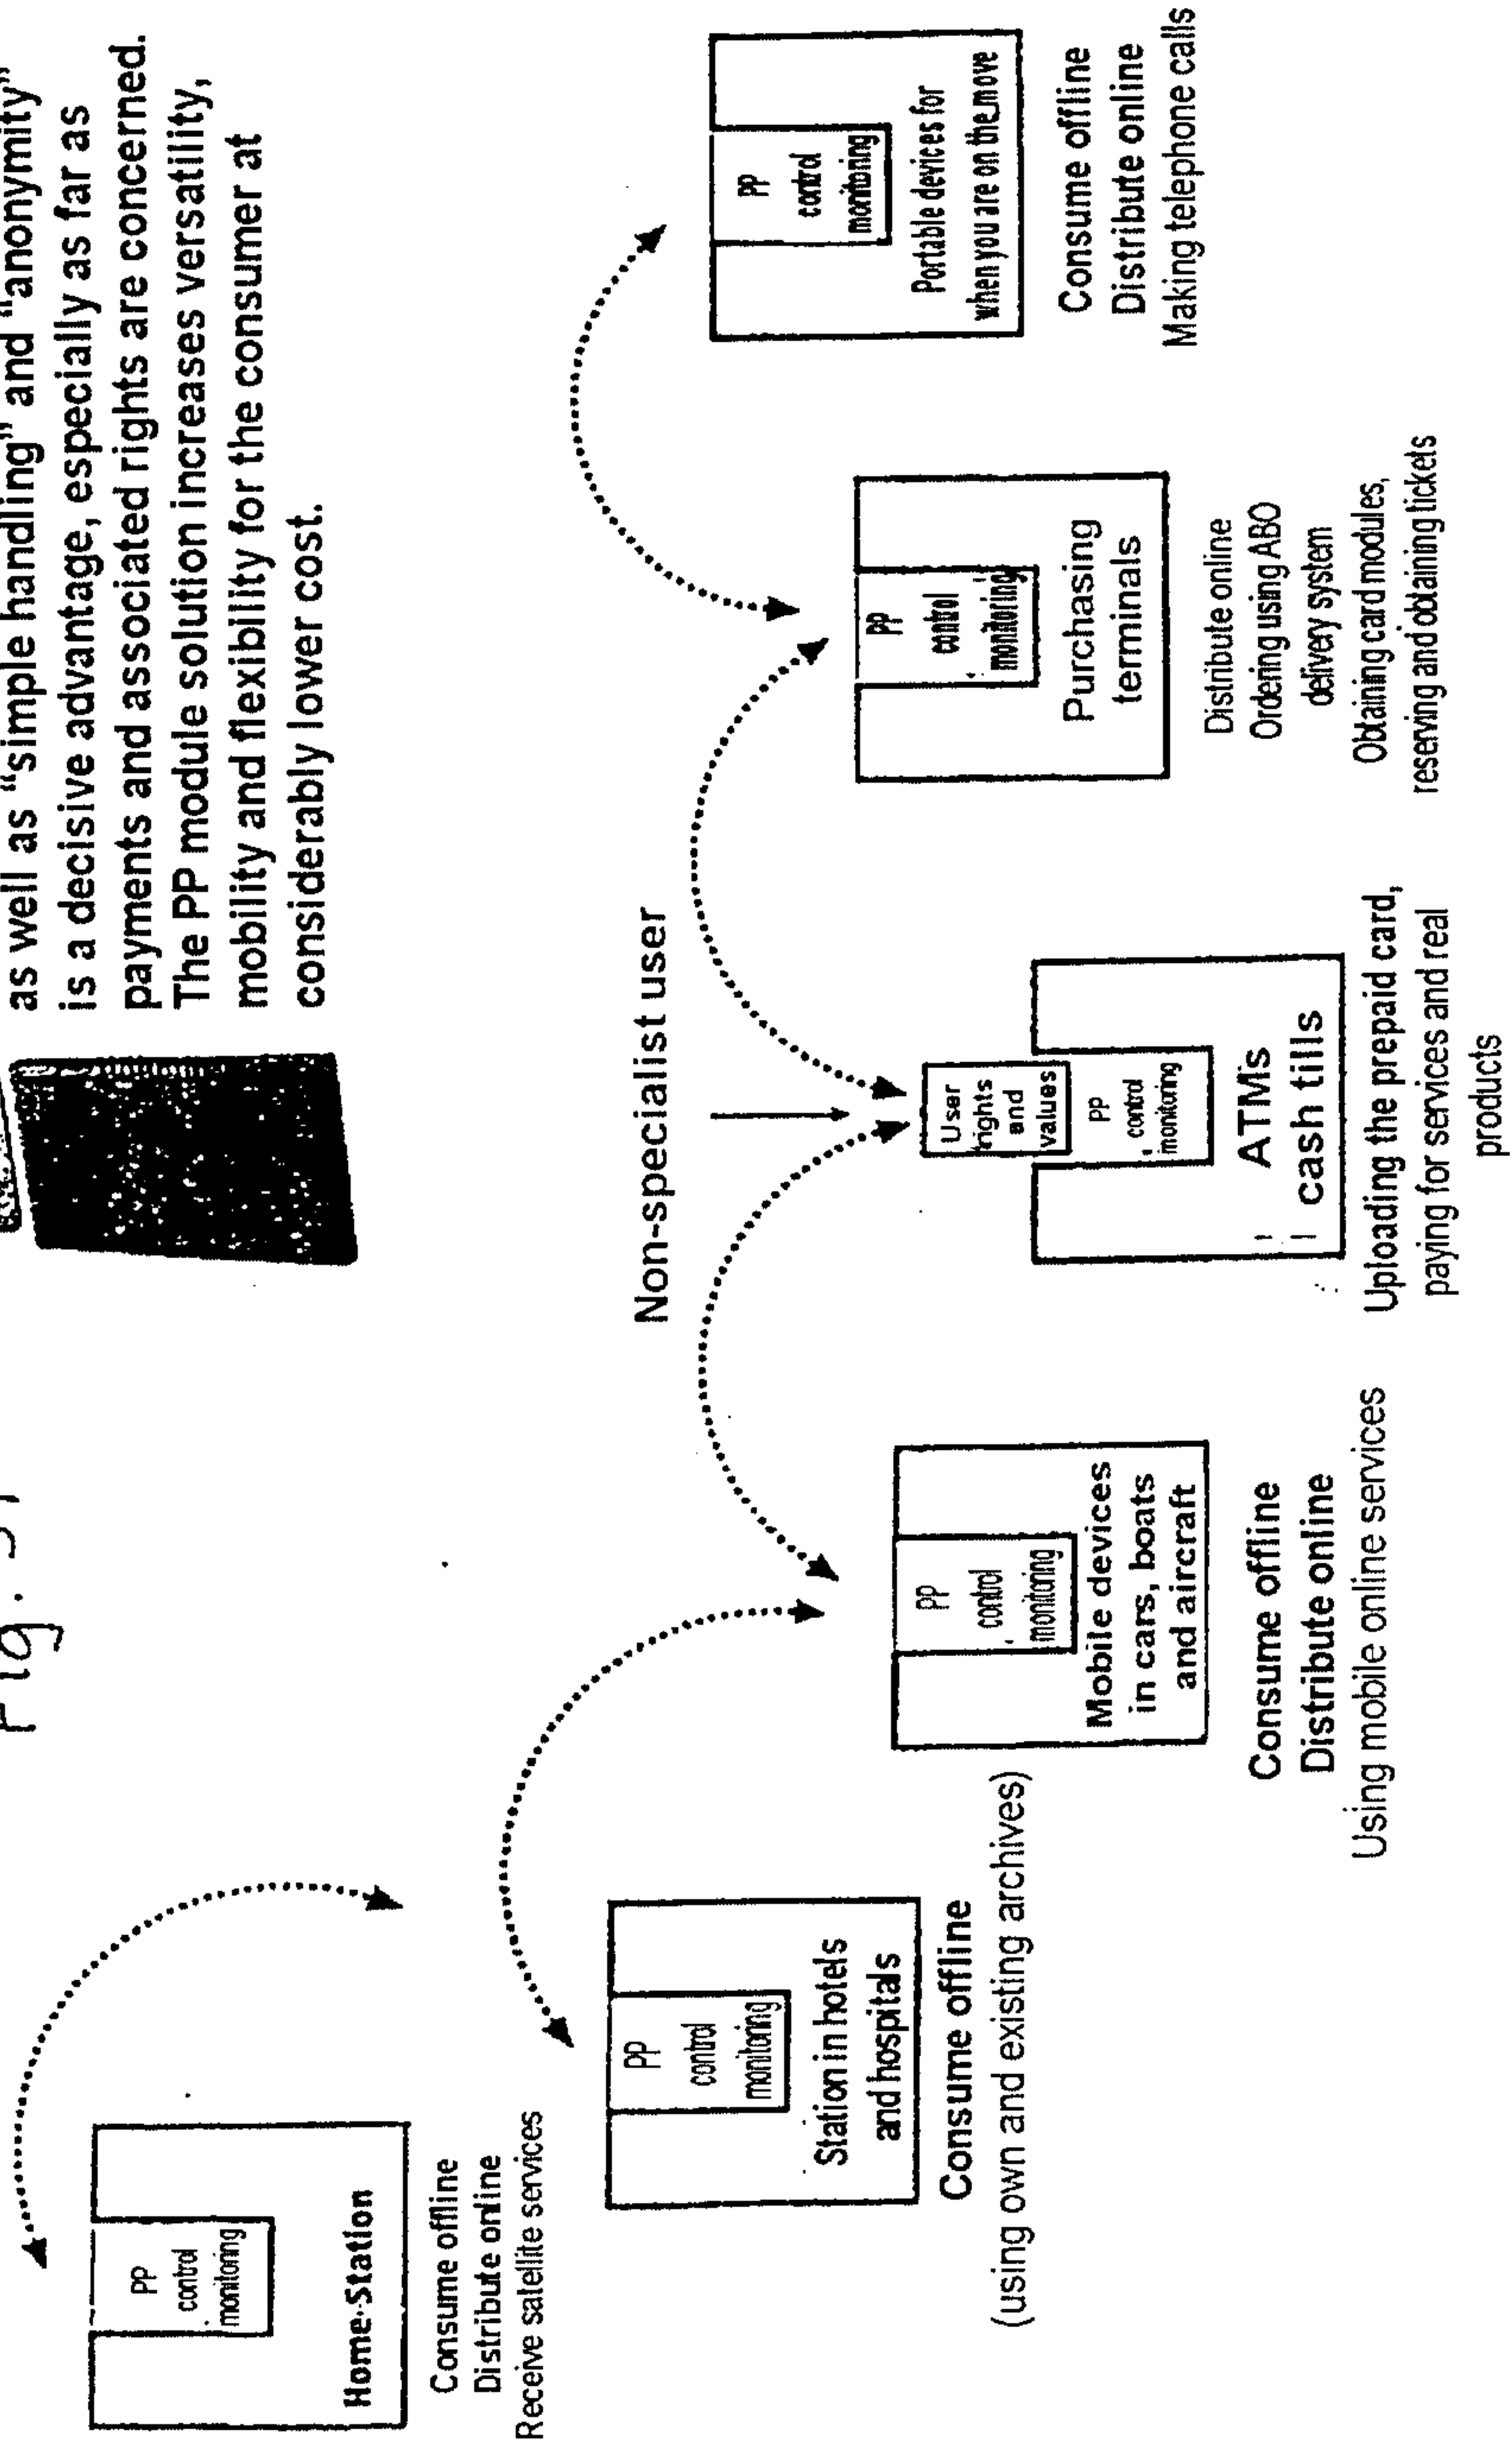 Fig. 31
as well as "simple handling" and "anonymity"
is a decisive advantage, especially as far as
payments and associated rights are concerned.
The PP module solution increases versatility,
mobility and flexibility for the consumer at
considerably lower cost.
PP
control
monitoring
Home-Station
Consume offline
Distribute online
Receive satellite services
PP
control
monitoring
Station in hotels
and hospitals
Consume offline
(using own and existing archives)
PP
control
monitoring
Mobile devices
in cars, boats
and aircraft
Consume offline
Distribute online
Using mobile online services
Non-specialist user
User
rights
and
values
PP
control
monitoring
ATMs
cash tills
Uploading the prepaid card,
paying for services and real
products
PP
control
monitoring
Purchasing
terminals
Distribute online
Ordering using ABO
delivery system
Obtaining card modules,
reserving and obtaining tickets
PP
control
monitoring
Portable devices for
when you are on the move
Consume offline
Distribute online
Making telephone calls